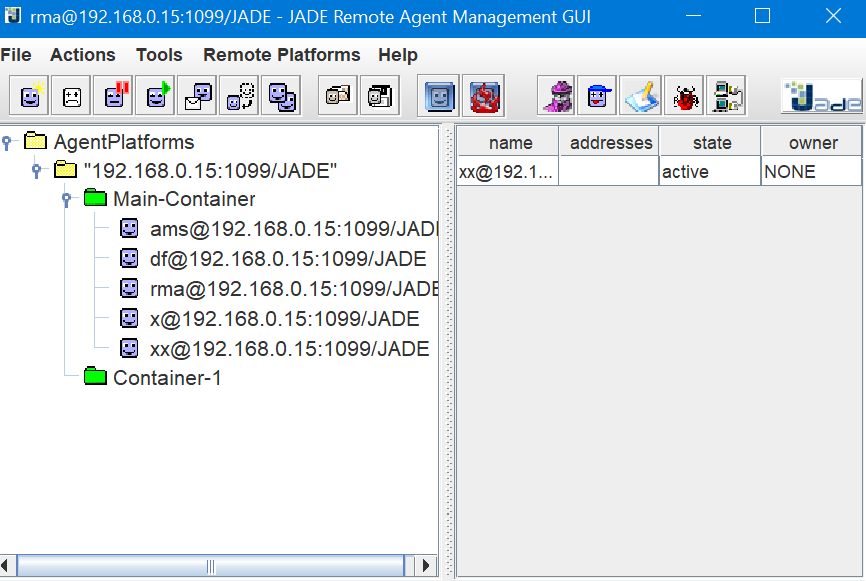 rma@192.168.0.15:1099/JADE - JADE Remote Agent Management GUI
File Actions Tools Remote Platforms Help
Jade
AgentPlatforms
"192.168.0.15:1099/JADE"
Main-Container
ams@192.168.0.15:1099/JADI
df@192.168.0.15:1099/JADE
rma@192.168.0.15:1099/JADE
x@192.168.0.15:1099/JADE
xx@192.168.0.15:1099/JADE
Container-1
name addresses state owner
xx@192.1... active NONE